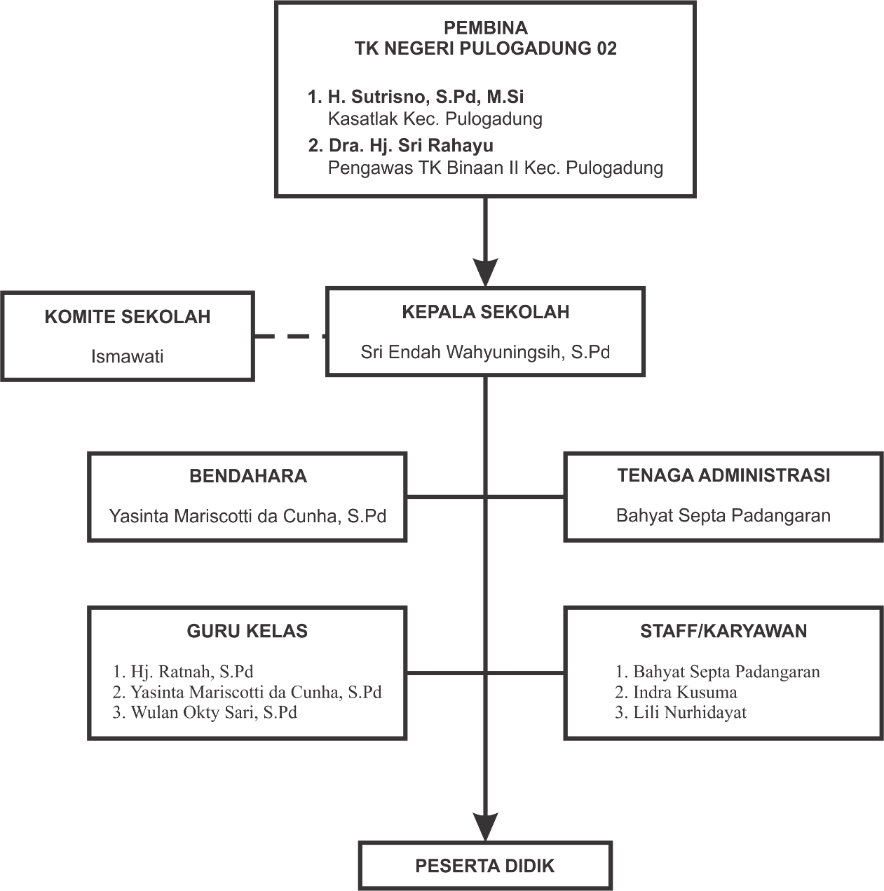 PEMBINA
TK NEGERI PULOGADUNG 02
1. H. Sutrisno, S.Pd, M.Si
Kasatlak Kec. Pulogadung
2. Dra. Hj. Sri Rahayu
Pengawas TK Binaan II Kec. Pulogadung
KOMITE SEKOLAH
Ismawati
KEPALA SEKOLAH
Sri Endah Wahyuningsih, S.Pd
BENDAHARA
Yasinta Mariscotti da Cunha, S.Pd
TENAGA ADMINISTRASI
Bahyat Septa Padangaran
GURU KELAS
1. Hj. Ratnah, S.Pd
2. Yasinta Mariscotti da Cunha, S.Pd
3. Wulan Okty Sari, S.Pd
STAFF/KARYAWAN
1. Bahyat Septa Padangaran
2. Indra Kusuma
3. Lili Nurhidayat
PESERTA DIDIK